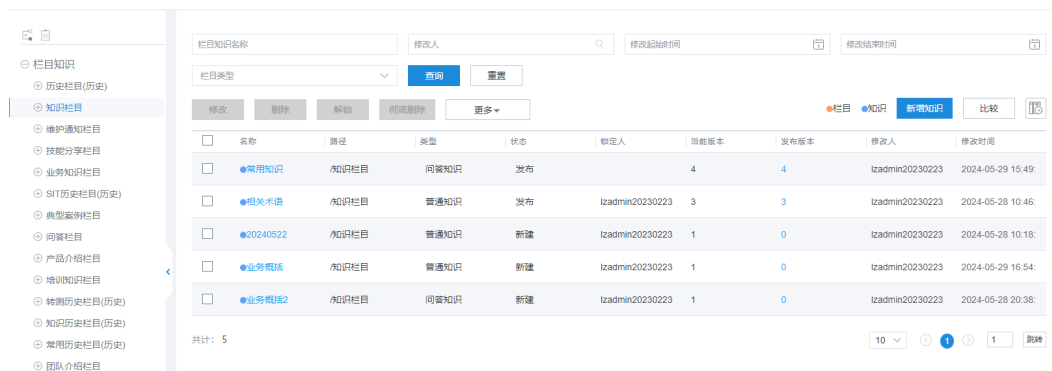 栏目知识名称 修改人 修改起始时间 修改结束时间
栏目类型 查询 重置
修改 删除 解锁 彻底删除 更多 栏目 知识 新增知识 比较
栏目知识
历史栏目(历史)
知识栏目
维护通知栏目
技能分享栏目
业务知识栏目
SIT历史栏目(历史)
典型案例栏目
问答栏目
产品介绍栏目
培训知识栏目
转测历史栏目(历史)
知识历史栏目(历史)
常用历史栏目(历史)
团队介绍栏目
名称 路径 类型 状态 锁定人 当前版本 发布版本 修改人 修改时间
常用知识 /知识栏目 问答知识 发布 4 4 lzadmin20230223 2024-05-29 15:49:
相关术语 /知识栏目 普通知识 发布 lzadmin20230223 3 3 lzadmin20230223 2024-05-28 10:46:
20240522 /知识栏目 普通知识 新建 lzadmin20230223 1 0 lzadmin20230223 2024-05-28 10:18:
业务概括 /知识栏目 普通知识 新建 lzadmin20230223 1 0 lzadmin20230223 2024-05-29 16:54:
业务概括2 /知识栏目 问答知识 新建 lzadmin20230223 1 0 lzadmin20230223 2024-05-28 20:38:
共计: 5 10 1 1 跳转